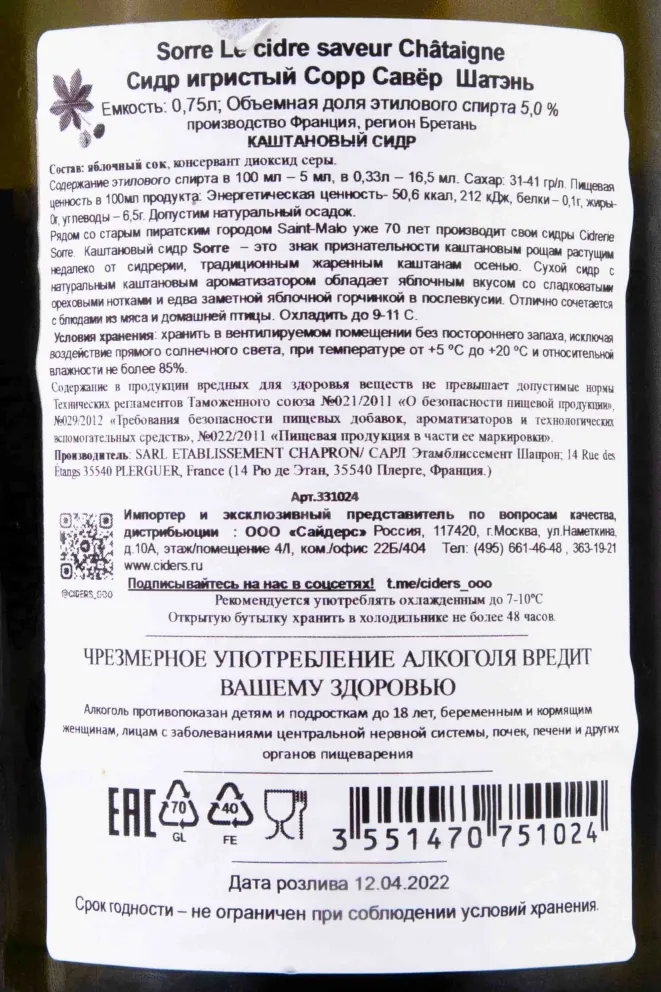 Sorre Le cidre saveur Châtaigne
Сидр игристый Сорр Савёр Шатэнь
Емкость: 0,75л; Объемная доля этилового спирта 5,0 %
производство Франция, регион Бретань
КАШТАНОВЫЙ СИДР
Состав: яблочный сок, консервант диоксид серы.
Содержание этилового спирта в 100 мл – 5 мл, в 0,33л – 16,5 мл. Сахар: 31-41 гр/л. Пищевая
ценность в 100мл продукта: Энергетическая ценность- 50,6 ккал, 212 кДж, белки – 0,1г, жиры-
0г, углеводы – 6,5г. Допустим натуральный осадок.
Рядом со старым пиратским городом Saint-Malo уже 70 лет производит свои сидры Cidrerie
Sorre. Каштановый сидр Sorre – это знак признательности каштановым рощам растущим
недалеко от сидрерии, традиционным жаренным каштанам осенью. Сухой сидр с
натуральным каштановым ароматизатором обладает яблочным вкусом со сладковатыми
ореховыми нотками и едва заметной яблочной горчинкой в послевкусии. Отлично сочетается
с блюдами из мяса и домашней птицы. Охладить до 9-11 С.
Условия хранения: хранить в вентилируемом помещении без постороннего запаха, исключая
воздействие прямого солнечного света, при температуре от +5 ºС до +20 ºС и относительной
влажности не более 85%.
Содержание в продукции вредных для здоровья веществ не превышает допустимые нормы
Технических регламентов Таможенного союза №021/2011 «О безопасности пищевой продукции»,
№029/2012 «Требования безопасности пищевых добавок, ароматизаторов и технологических
вспомогательных средств», №022/2011 «Пищевая продукция в части ее маркировки».
Производитель: SARL ETABLISSEMENT CHAPRON/ САРЛ Этамблиссемент Шапрон; 14 Rue des
Étangs 35540 PLERGUER, France (14 Рю де Этан, 35540 Плерге, Франция.)
Арт.331024
Импортер и эксклюзивный представитель по вопросам качества,
дистрибьюции : ООО «Сайдерс» Россия, 117420, г.Москва, ул.Наметкина,
д.10А, этаж/помещение 4/I, ком./офис 22Б/404 Тел: (495) 661-46-48 , 363-19-21
www.ciders.ru
Подписывайтесь на нас в соцсетях! t.me/ciders_ooo
@CIDERS_OOO
Рекомендуется употреблять охлажденным до 7-10°С
Открытую бутылку хранить в холодильнике не более 48 часов.
ЧРЕЗМЕРНОЕ УПОТРЕБЛЕНИЕ АЛКОГОЛЯ ВРЕДИТ
ВАШЕМУ ЗДОРОВЬЮ
Алкоголь противопоказан детям и подросткам до 18 лет, беременным и кормящим
женщинам, лицам с заболеваниями центральной нервной системы, почек, печени и других
органов пищеварения
EAC 70 GL 40 FE
3 551470 751024
Дата розлива 12.04.2022
Срок годности – не ограничен при соблюдении условий хранения.